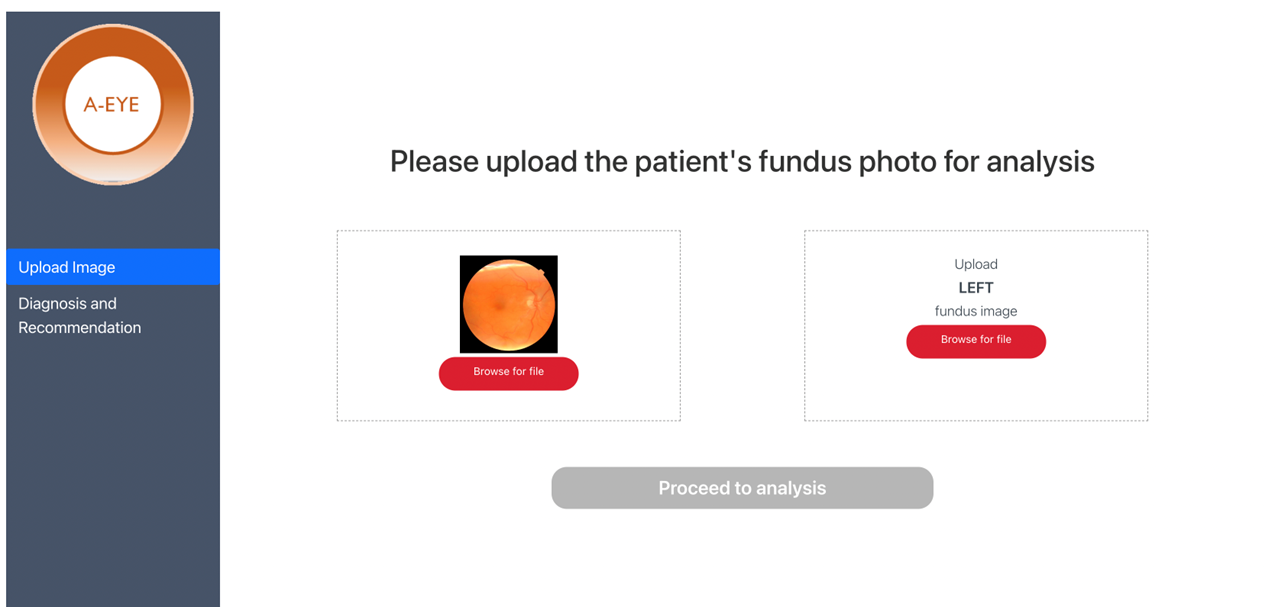 A-EYE
Upload Image
Diagnosis and
Recommendation
Please upload the patient's fundus photo for analysis
Browse for file
Upload
LEFT
fundus image
Browse for file
Proceed to analysis